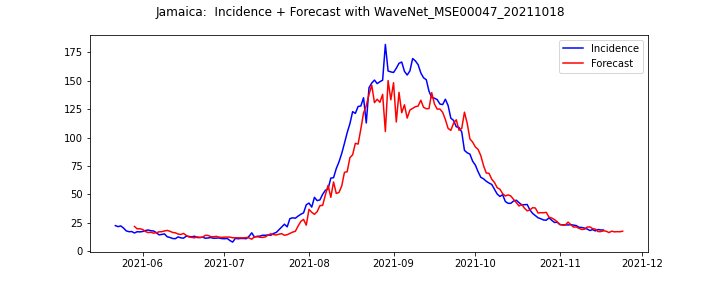 Jamaica:  Incidence + Forecast with WaveNet_MSE00047_20211018
Incidence
Forecast
175
150
125
100
75
50
25
0
2021-06 2021-07 2021-08 2021-09 2021-10 2021-11 2021-12